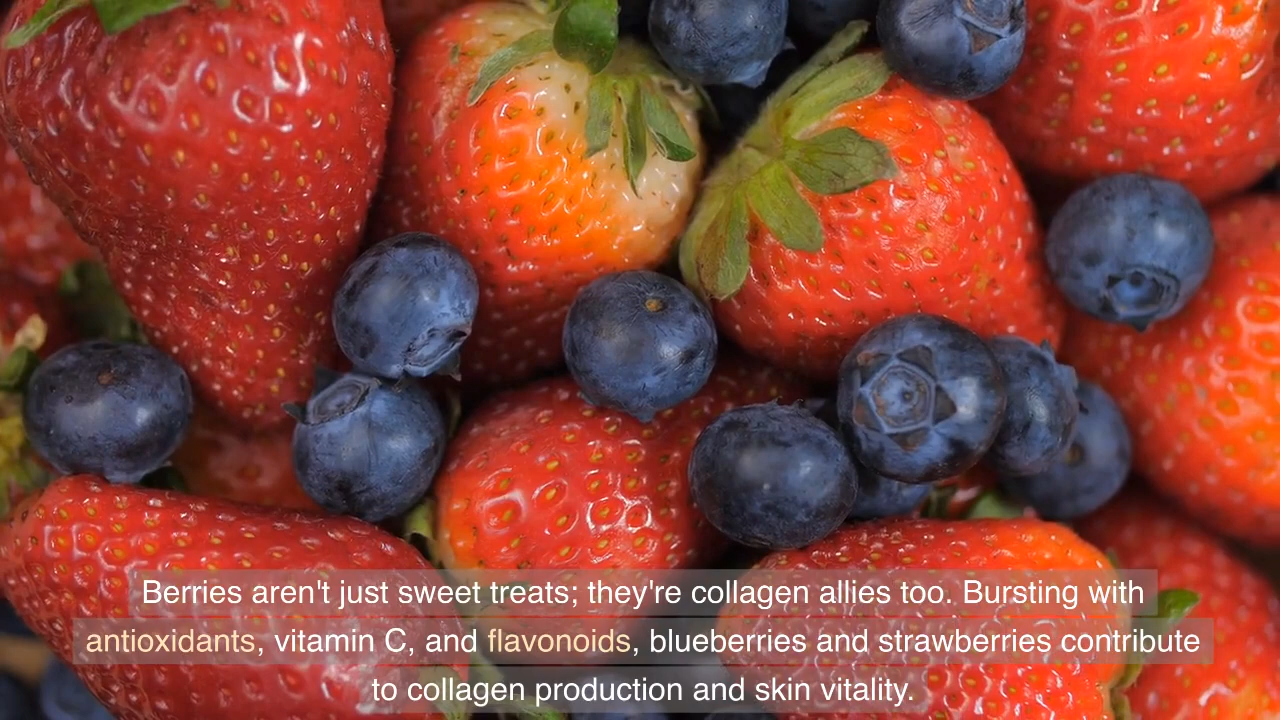 Berries aren't just sweet treats; they're collagen allies too. Bursting with
antioxidants, vitamin C, and flavonoids, blueberries and strawberries contribute
to collagen production and skin vitality.